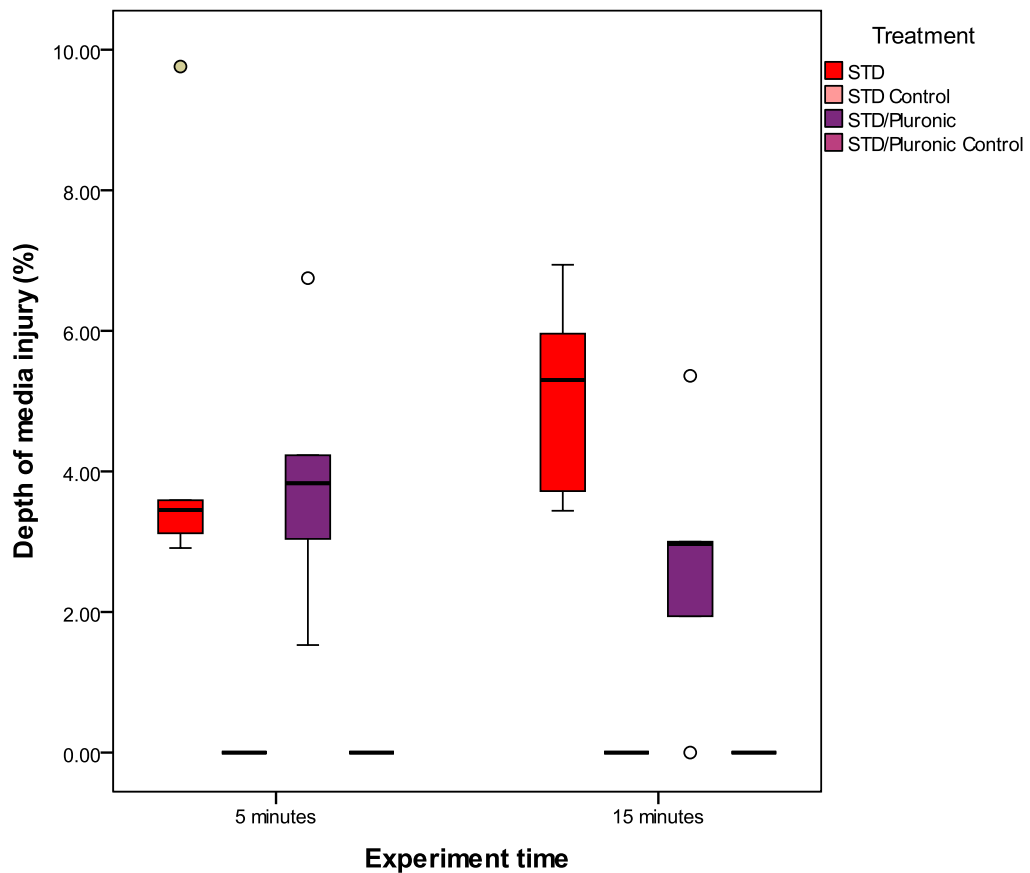 Treatment
STD
STD Control
STD/Pluronic
STD/Pluronic Control
Depth of media injury (%)
10.00
8.00
6.00
4.00
2.00
0.00
5 minutes
15 minutes
Experiment time